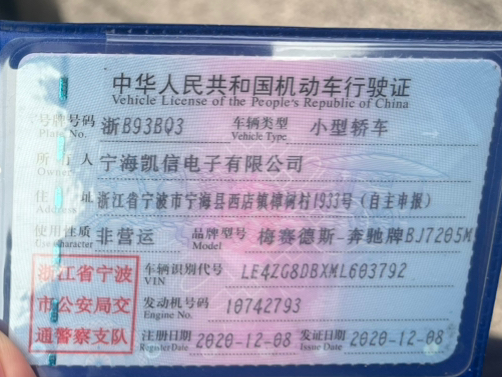 中华人民共和国机动车行驶证
Vehicle License of the People's Republic of China
号牌号码 浙B93BQ3 车辆类型 小型轿车
Plate No. Vehicle Type
所有人 宁海凯信电子有限公司
Owner
住址 浙江省宁波市宁海县西店镇樟树村1933号(自主申报)
Address
使用性质 非营运 品牌型号 梅赛德斯-奔驰牌BJ7205M
Use Character Model
浙江省宁波
市公安局交
通警察支队
车辆识别代号 LE4ZG8DBXML603792
VIN
发动机号码 10742793
Engine No.
注册日期 2020-12-08 发证日期 2020-12-08
Register Date Issue Date